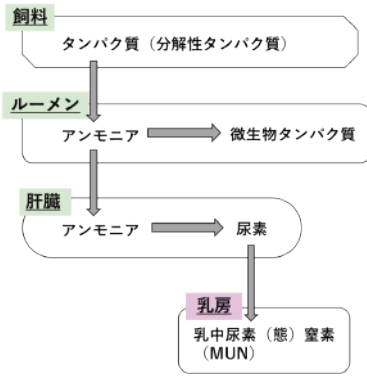 飼料
タンパク質（分解性タンパク質）
ルーメン
アンモニア
微生物タンパク質
肝臓
アンモニア
尿素
乳房
乳中尿素（態）窒素
（MUN）